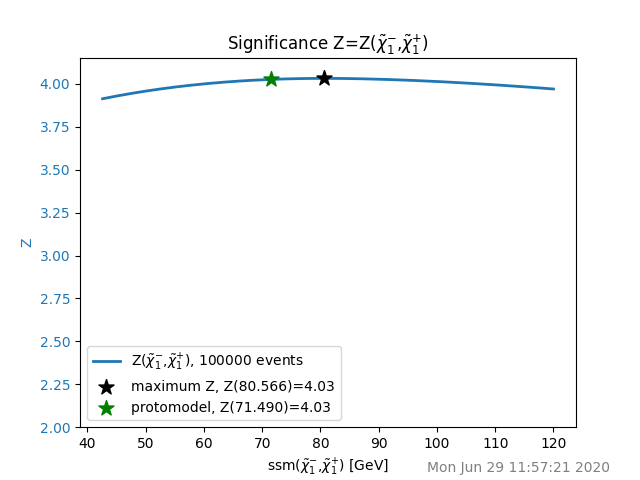 Significance Z=Z(χ̃₁⁻,χ̃₁⁺)
4.00
3.75
3.50
3.25
3.00
2.75
2.50
2.25
2.00
Z
Z(χ̃₁⁻,χ̃₁⁺), 100000 events
maximum Z, Z(80.566)=4.03
protomodel, Z(71.490)=4.03
40 50 60 70 80 90 100 110 120
ssm(χ̃₁⁻,χ̃₁⁺) [GeV]
Mon Jun 29 11:57:21 2020